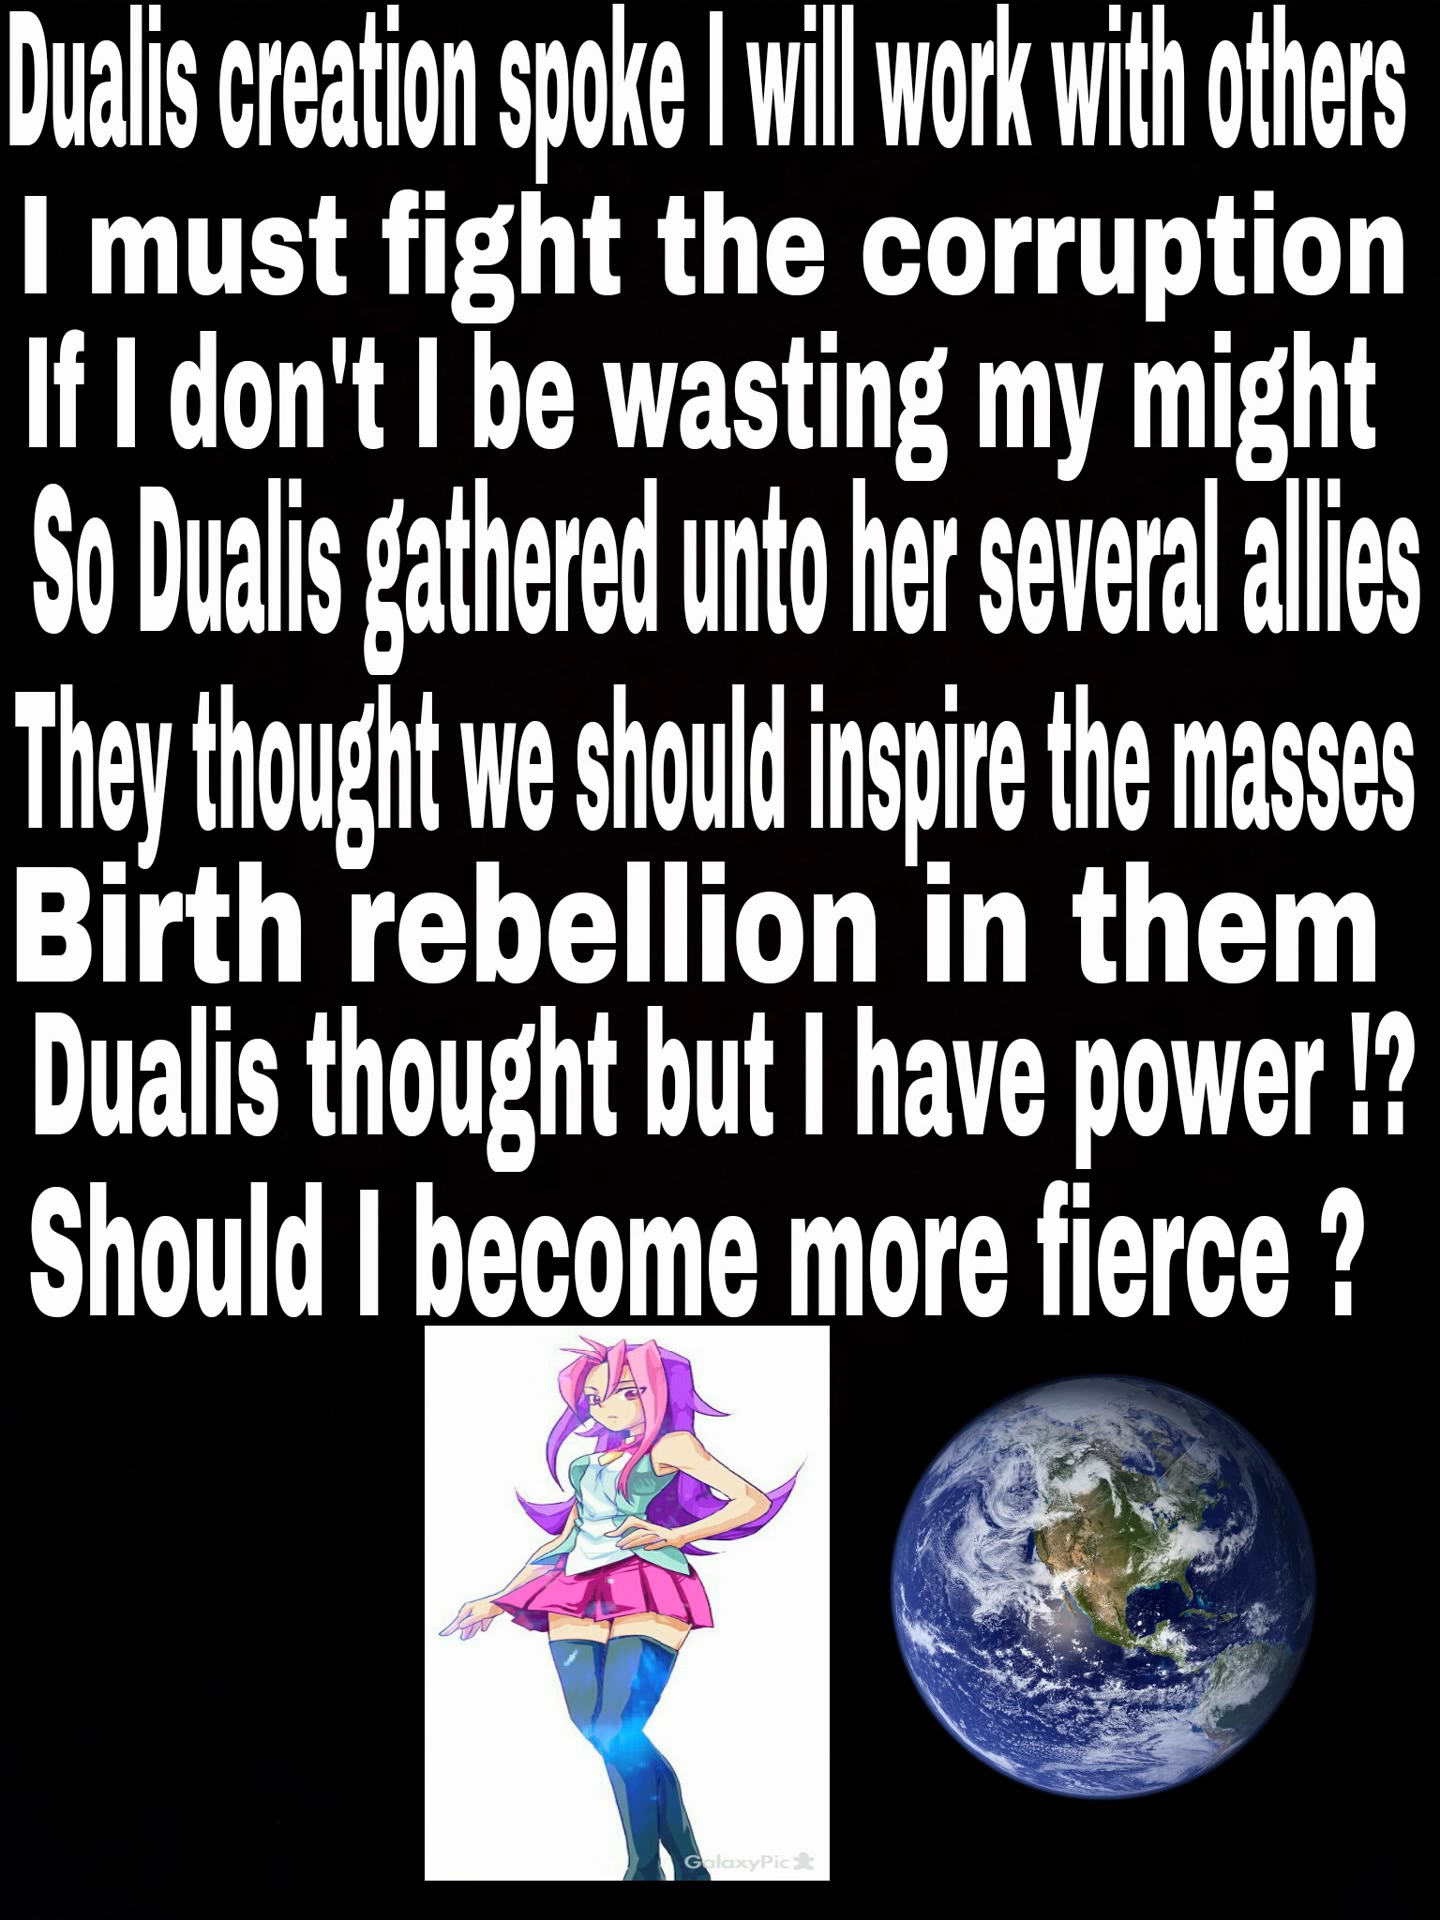 Dualis creation spoke I will work with others
I must fight the corruption
If I don't I be wasting my might
So Dualis gathered unto her several allies
They thought we should inspire the masses
Birth rebellion in them
Dualis thought but I have power !?
Should I become more fierce ?
GalaxyPic